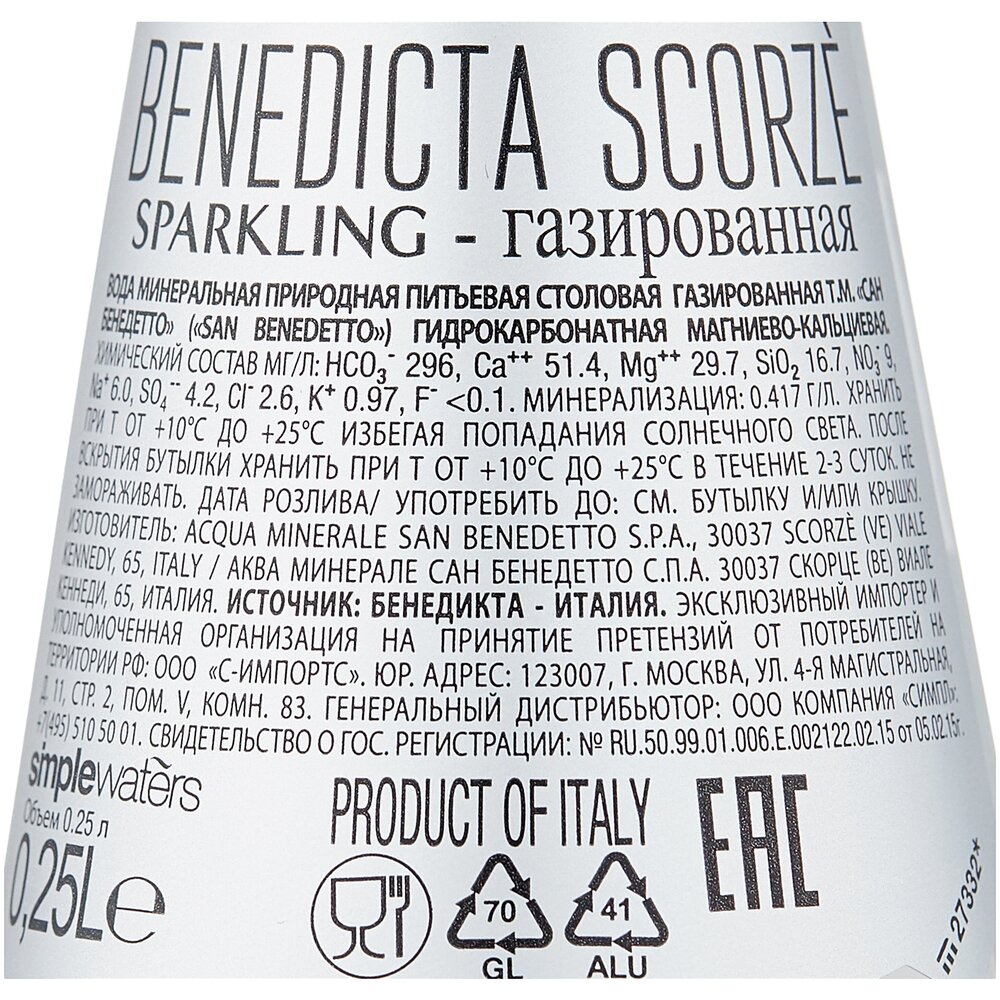 BENEDICTA SCORZÈ
SPARKLING - газированная
ВОДА МИНЕРАЛЬНАЯ ПРИРОДНАЯ ПИТЬЕВАЯ СТОЛОВАЯ ГАЗИРОВАННАЯ Т.М. «САН
БЕНЕДЕТТО» («SAN BENEDETTO») ГИДРОКАРБОНАТНАЯ МАГНИЕВО-КАЛЬЦИЕВАЯ.
ХИМИЧЕСКИЙ СОСТАВ МГ/Л: HCO₃⁻ 296, Ca⁺⁺ 51.4, Mg⁺⁺ 29.7, SiO₂ 16.7, NO₃⁻ 9,
Na⁺ 6.0, SO₄⁻⁻ 4.2, Cl⁻ 2.6, K⁺ 0.97, F⁻ <0.1. МИНЕРАЛИЗАЦИЯ: 0.417 Г/Л. ХРАНИТЬ
ПРИ Т ОТ +10°C ДО +25°C ИЗБЕГАЯ ПОПАДАНИЯ СОЛНЕЧНОГО СВЕТА. ПОСЛЕ
ВСКРЫТИЯ БУТЫЛКИ ХРАНИТЬ ПРИ Т ОТ +10°C ДО +25°C В ТЕЧЕНИЕ 2-3 СУТОК. НЕ
ЗАМОРАЖИВАТЬ. ДАТА РОЗЛИВА/ УПОТРЕБИТЬ ДО: СМ. БУТЫЛКУ И/ИЛИ КРЫШКУ.
ИЗГОТОВИТЕЛЬ: ACQUA MINERALE SAN BENEDETTO S.P.A., 30037 SCORZÈ (VE) VIALE
KENNEDY, 65, ITALY / АКВА МИНЕРАЛЕ САН БЕНЕДЕТТО С.П.А. 30037 СКОРЦЕ (ВЕ) ВИАЛЕ
КЕННЕДИ, 65, ИТАЛИЯ. ИСТОЧНИК: БЕНЕДИКТА - ИТАЛИЯ. ЭКСКЛЮЗИВНЫЙ ИМПОРТЕР И
УПОЛНОМОЧЕННАЯ ОРГАНИЗАЦИЯ НА ПРИНЯТИЕ ПРЕТЕНЗИЙ ОТ ПОТРЕБИТЕЛЕЙ НА
ТЕРРИТОРИИ РФ: ООО «С-ИМПОРТС». ЮР. АДРЕС: 123007, Г. МОСКВА, УЛ. 4-Я МАГИСТРАЛЬНАЯ,
Д. 11, СТР. 2, ПОМ. V, КОМН. 83. ГЕНЕРАЛЬНЫЙ ДИСТРИБЬЮТОР: ООО КОМПАНИЯ «СИМПЛ»:
+7(495) 510 50 01. СВИДЕТЕЛЬСТВО О ГОС. РЕГИСТРАЦИИ: № RU.50.99.01.006.Е.002122.02.15 от 05.02.15г.
simplewaters
Объем 0.25 л
0,25L e
PRODUCT OF ITALY
EAC
70
GL
41
ALU
27332*